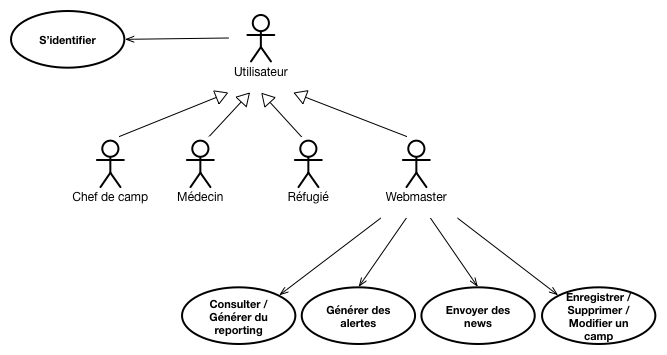 S'identifier
Utilisateur
Chef de camp
Médecin
Réfugié
Webmaster
Consulter /
Générer du
reporting
Générer des
alertes
Envoyer des
news
Enregistrer /
Supprimer /
Modifier un
camp